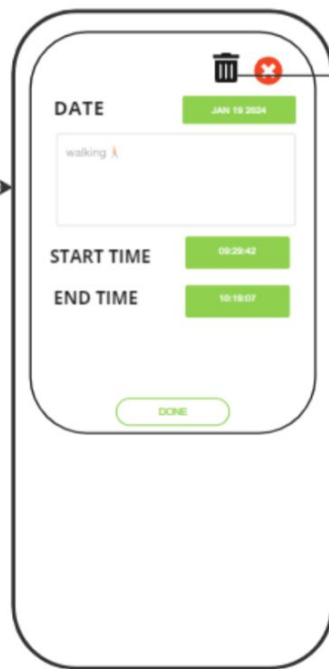 DATE
JAN 19 2024
walking 🚶
START TIME
09:29:42
END TIME
10:19:07
DONE